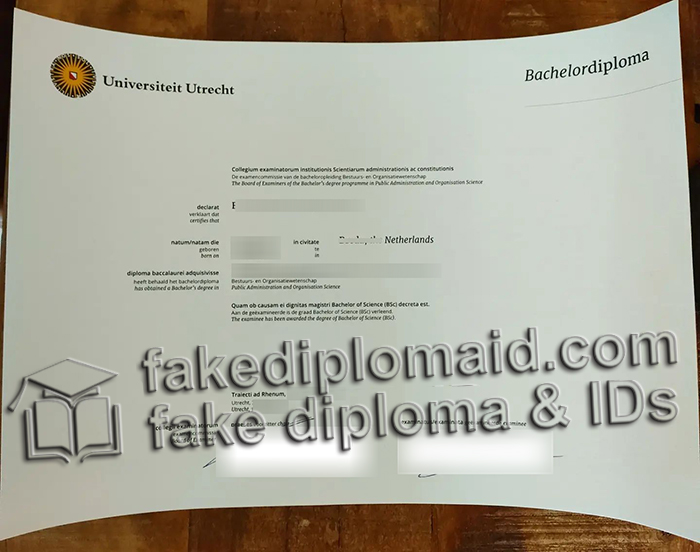 Universiteit Utrecht
Bachelordiploma
Collegium examinatorum institutionis Scientiarum administrationis ac constitutionis
De examencommissie van de bacheloropleiding Bestuurs- en Organisatiewetenschap
The Board of Examiners of the Bachelor's degree programme in Public Administration and Organisation Science
declarat
verklaart dat
certifies that
natum/natam die
geboren
born on
in civitate
te
in
Netherlands
diploma baccalaurei adquisivisse
heeft behaald het bachelordiploma
has obtained a Bachelor's degree in
Bestuurs- en Organisatiewetenschap
Public Administration and Organisation Science
Quam ob causam ei dignitas magistri Bachelor of Science (BSc) decreta est.
Aan de geëxamineerde is de graad Bachelor of Science (BSc) verleend.
The examinee has been awarded the degree of Bachelor of Science (BSc).
fakediplomaid.com
fake diploma & IDs
Traiecti ad Rhenum,
Utrecht,
Utrecht,